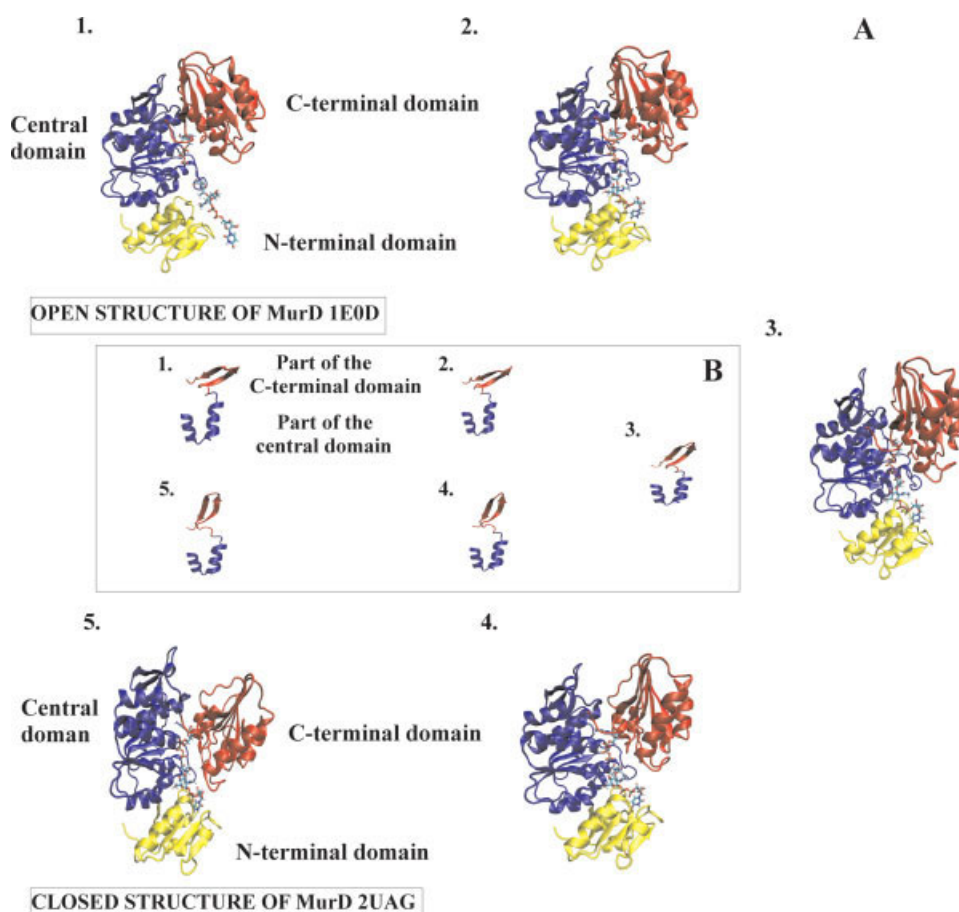 1.
2.
A
C-terminal domain
Central
domain
N-terminal domain
OPEN STRUCTURE OF MurD 1E0D
3.
1.
Part of the
C-terminal domain
2.
B
Part of the
central domain
3.
5.
4.
5.
4.
Central
doman
C-terminal domain
N-terminal domain
CLOSED STRUCTURE OF MurD 2UAG